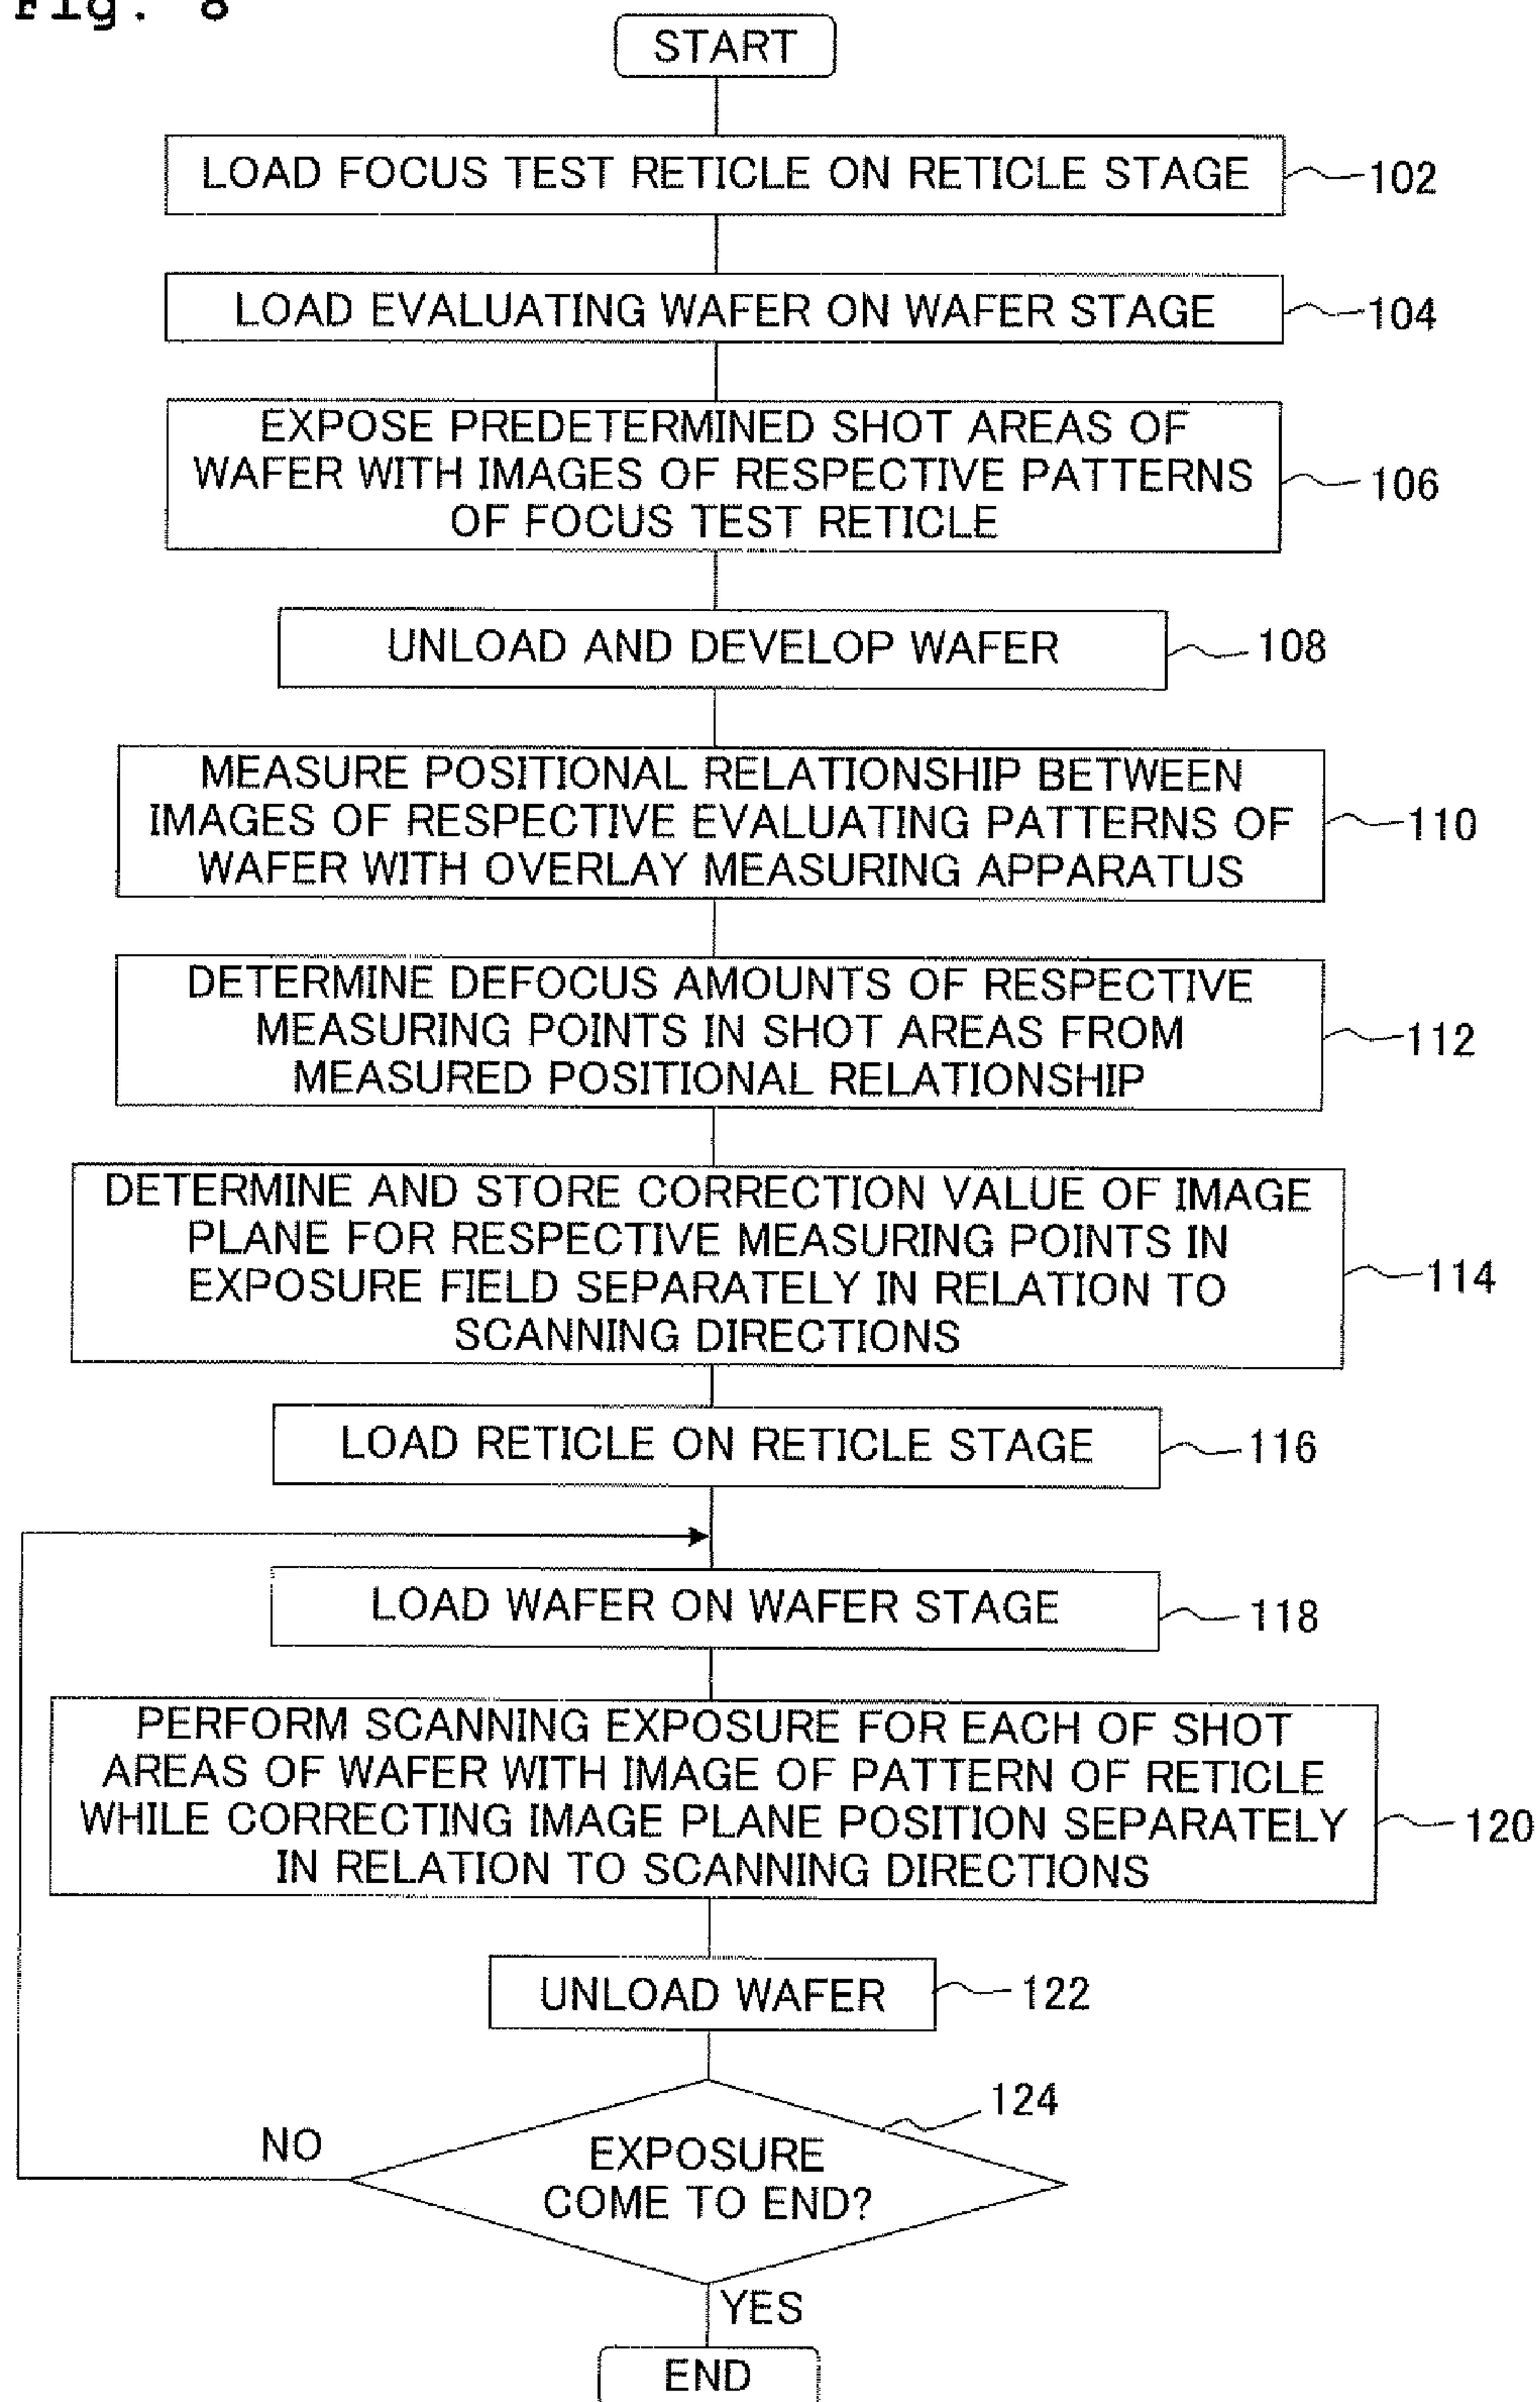 Fig. 8
START
LOAD FOCUS TEST RETICLE ON RETICLE STAGE
102
LOAD EVALUATING WAFER ON WAFER STAGE
104
EXPOSE PREDETERMINED SHOT AREAS OF
WAFER WITH IMAGES OF RESPECTIVE PATTERNS
OF FOCUS TEST RETICLE
106
UNLOAD AND DEVELOP WAFER
108
MEASURE POSITIONAL RELATIONSHIP BETWEEN
IMAGES OF RESPECTIVE EVALUATING PATTERNS OF
WAFER WITH OVERLAY MEASURING APPARATUS
110
DETERMINE DEFOCUS AMOUNTS OF RESPECTIVE
MEASURING POINTS IN SHOT AREAS FROM
MEASURED POSITIONAL RELATIONSHIP
112
DETERMINE AND STORE CORRECTION VALUE OF IMAGE
PLANE FOR RESPECTIVE MEASURING POINTS IN
EXPOSURE FIELD SEPARATELY IN RELATION TO
SCANNING DIRECTIONS
114
LOAD RETICLE ON RETICLE STAGE
116
LOAD WAFER ON WAFER STAGE
118
PERFORM SCANNING EXPOSURE FOR EACH OF SHOT
AREAS OF WAFER WITH IMAGE OF PATTERN OF RETICLE
WHILE CORRECTING IMAGE PLANE POSITION SEPARATELY
IN RELATION TO SCANNING DIRECTIONS
120
UNLOAD WAFER
122
124
NO
EXPOSURE
COME TO END?
YES
END